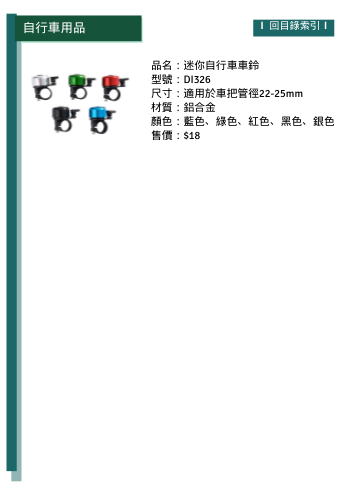 自行車用品
I 回目錄索引 I
品名：迷你自行車車鈴
型號：DI326
尺寸：適用於車把管徑22-25mm
材質：鋁合金
顏色：藍色、綠色、紅色、黑色、銀色
售價：$18